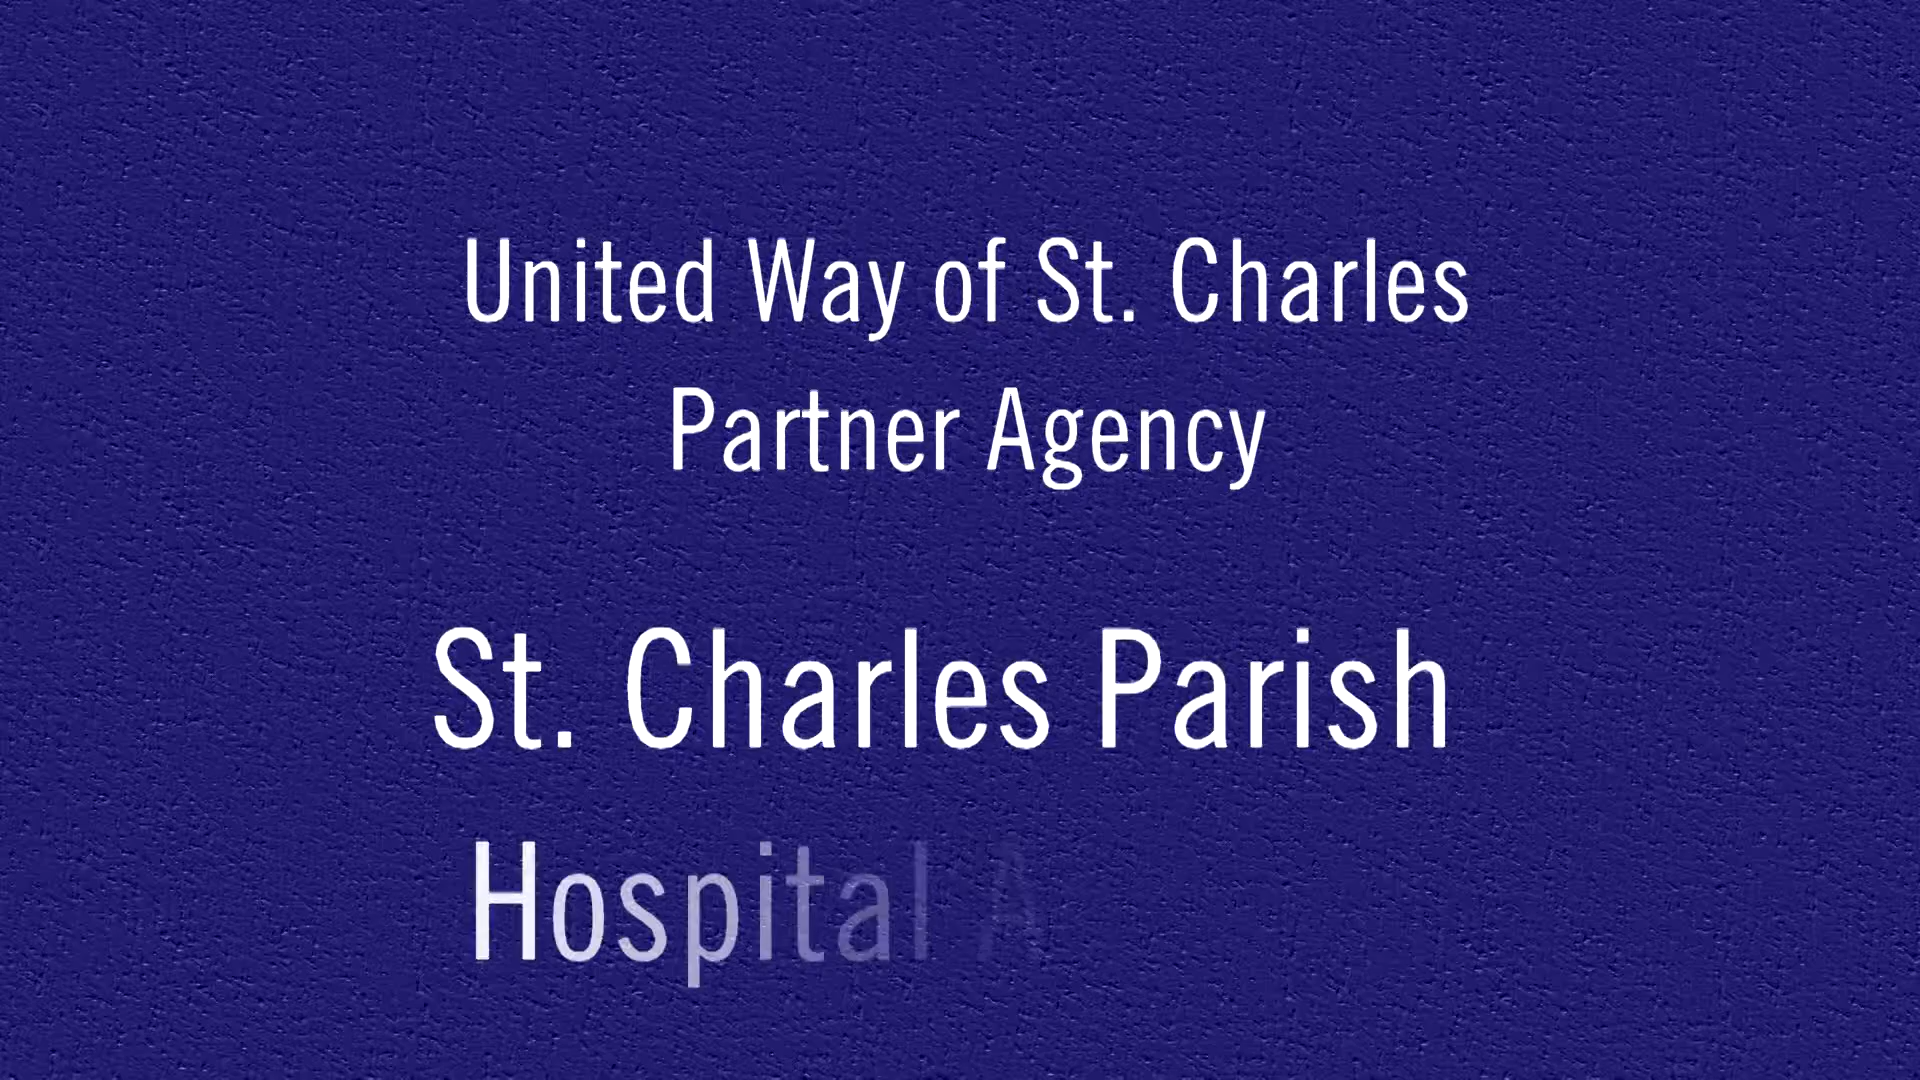 United Way of St. Charles
Partner Agency
St. Charles Parish
Hospital A